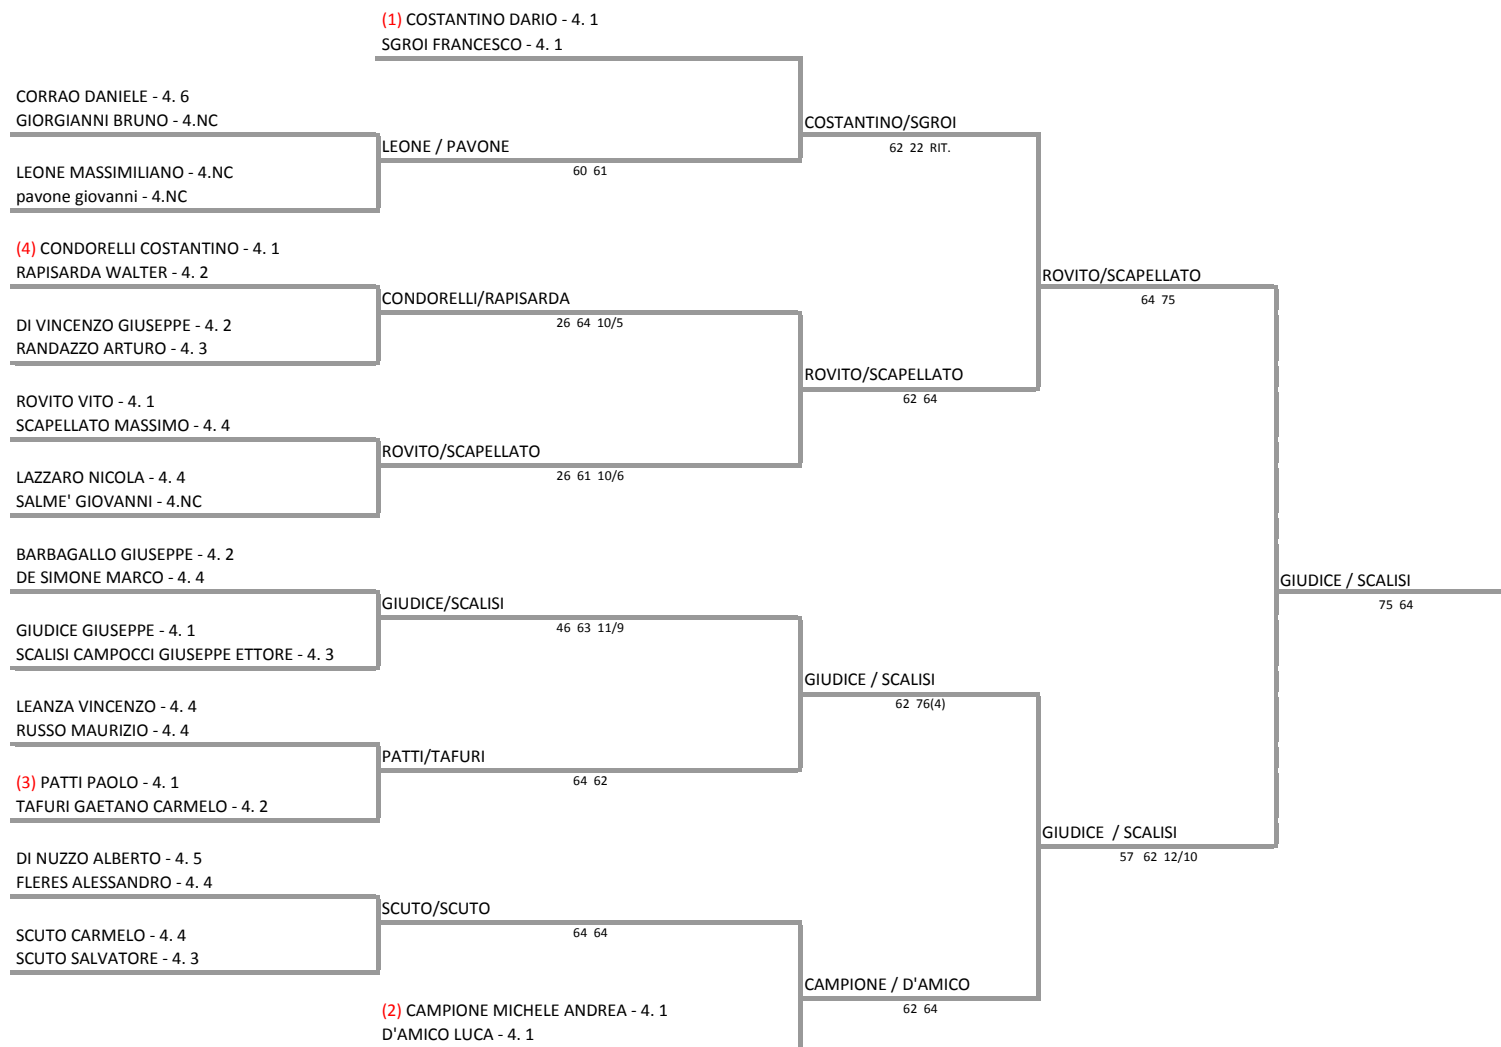 (1) COSTANTINO DARIO - 4. 1
SGROI FRANCESCO - 4. 1
CORRAO DANIELE - 4. 6
GIORGIANNI BRUNO - 4.NC
COSTANTINO/SGROI
62 22 RIT.
LEONE / PAVONE
60 61
LEONE MASSIMILIANO - 4.NC
pavone giovanni - 4.NC
(4) CONDORELLI COSTANTINO - 4. 1
RAPISARDA WALTER - 4. 2
ROVITO/SCAPELLATO
64 75
CONDORELLI/RAPISARDA
26 64 10/5
DI VINCENZO GIUSEPPE - 4. 2
RANDAZZO ARTURO - 4. 3
ROVITO/SCAPELLATO
62 64
ROVITO VITO - 4. 1
SCAPELLATO MASSIMO - 4. 4
ROVITO/SCAPELLATO
26 61 10/6
LAZZARO NICOLA - 4. 4
SALME' GIOVANNI - 4.NC
BARBAGALLO GIUSEPPE - 4. 2
DE SIMONE MARCO - 4. 4
GIUDICE / SCALISI
75 64
GIUDICE/SCALISI
46 63 11/9
GIUDICE GIUSEPPE - 4. 1
SCALISI CAMPOCCI GIUSEPPE ETTORE - 4. 3
GIUDICE / SCALISI
62 76(4)
LEANZA VINCENZO - 4. 4
RUSSO MAURIZIO - 4. 4
PATTI/TAFURI
64 62
(3) PATTI PAOLO - 4. 1
TAFURI GAETANO CARMELO - 4. 2
GIUDICE / SCALISI
57 62 12/10
DI NUZZO ALBERTO - 4. 5
FLERES ALESSANDRO - 4. 4
SCUTO/SCUTO
64 64
SCUTO CARMELO - 4. 4
SCUTO SALVATORE - 4. 3
CAMPIONE / D'AMICO
62 64
(2) CAMPIONE MICHELE ANDREA - 4. 1
D'AMICO LUCA - 4. 1